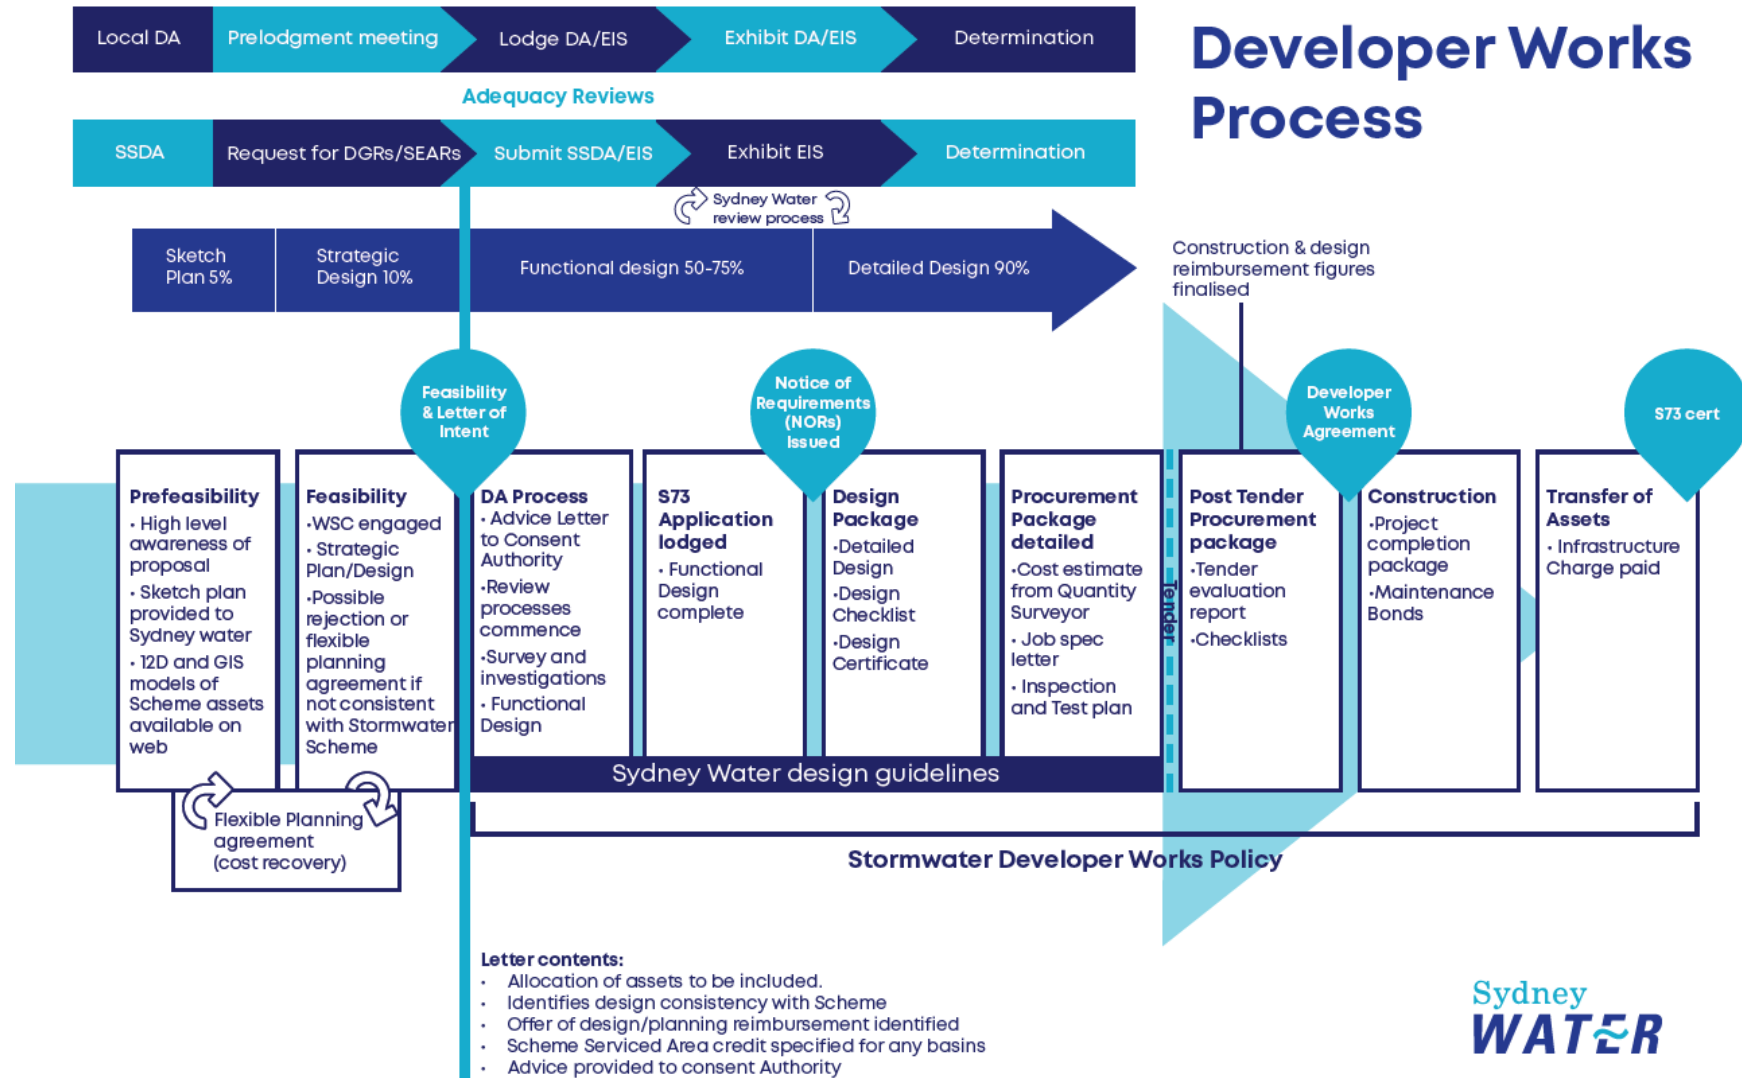 Local DA
Prelodgment meeting
Lodge DA/EIS
Exhibit DA/EIS
Determination
Developer Works
Process
Adequacy Reviews
SSDA
Request for DGRs/SEARs
Submit SSDA/EIS
Exhibit EIS
Determination
Sydney Water
review process
Sketch
Plan 5%
Strategic
Design 10%
Functional design 50-75%
Detailed Design 90%
Construction & design
reimbursement figures
finalised
Feasibility
& Letter of
Intent
Notice of
Requirements
(NORs)
Issued
Developer
Works
Agreement
S73 cert
Prefeasibility
• High level
awareness of
proposal
• Sketch plan
provided to
Sydney water
• 12D and GIS
models of
Scheme assets
available on
web
Feasibility
•WSC engaged
• Strategic
Plan/Design
•Possible
rejection or
flexible
planning
agreement if
not consistent
with Stormwater
Scheme
DA Process
• Advice Letter
to Consent
Authority
•Review
processes
commence
•Survey and
investigations
• Functional
Design
S73
Application
lodged
• Functional
Design
complete
Design
Package
•Detailed
Design
•Design
Checklist
•Design
Certificate
Procurement
Package
detailed
•Cost estimate
from Quantity
Surveyor
• Job spec
letter
• Inspection
and Test plan
Tender
Post Tender
Procurement
package
•Tender
evaluation
report
•Checklists
Construction
•Project
completion
package
•Maintenance
Bonds
Transfer of
Assets
• Infrastructure
Charge paid
Sydney Water design guidelines
Flexible Planning
agreement
(cost recovery)
Stormwater Developer Works Policy
Letter contents:
• Allocation of assets to be included.
• Identifies design consistency with Scheme
• Offer of design/planning reimbursement identified
• Scheme Serviced Area credit specified for any basins
• Advice provided to consent Authority
Sydney
WATER